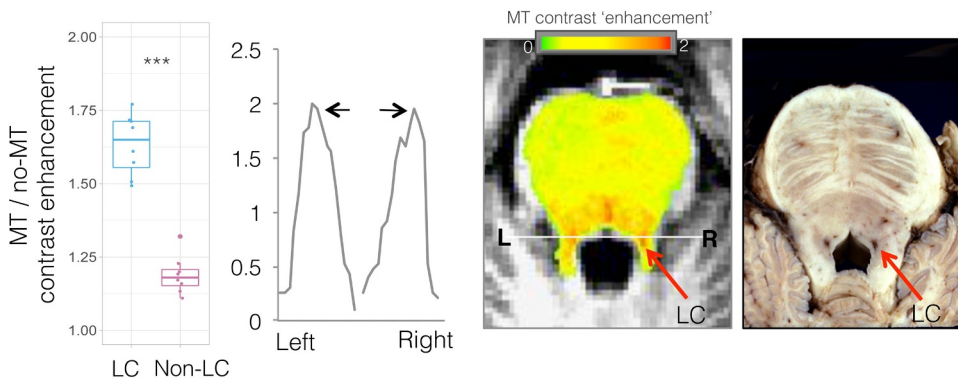 MT / no-MT
contrast enhancement
2.00
1.75
1.50
1.25
1.00
***
LC Non-LC
2.5
2
1.5
1
0.5
0
Left Right
MT contrast ‘enhancement’
0 2
L R
LC
LC